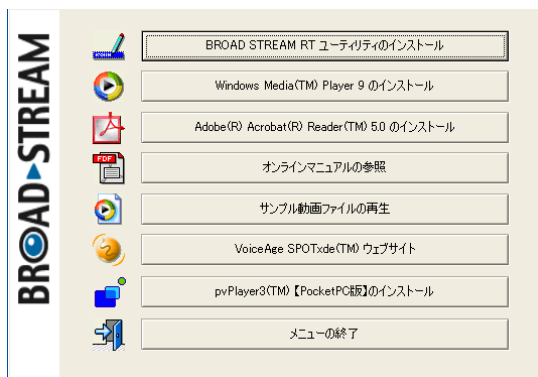 BROAD STREAM
BROAD STREAM RT ユーティリティのインストール
Windows Media(TM) Player 9 のインストール
Adobe(R) Acrobat(R) Reader(TM) 5.0 のインストール
PDF
オンラインマニュアルの参照
サンプル動画ファイルの再生
VoiceAge SPOTxde(TM) ウェブサイト
pvPlayer3(TM)【PocketPC版】のインストール
メニューの終了